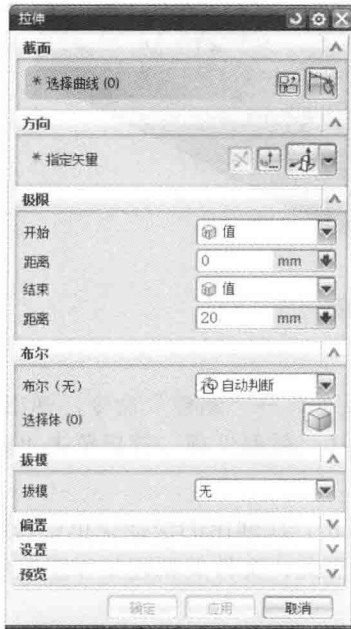 拉伸
截面
* 选择曲线 (0)
方向
* 指定矢量
极限
开始 值
距离 0 mm
结束 值
距离 20 mm
布尔
布尔（无） 自动判断
选择体 (0)
拔模
拔模 无
偏置
设置
预览
确定 应用 取消